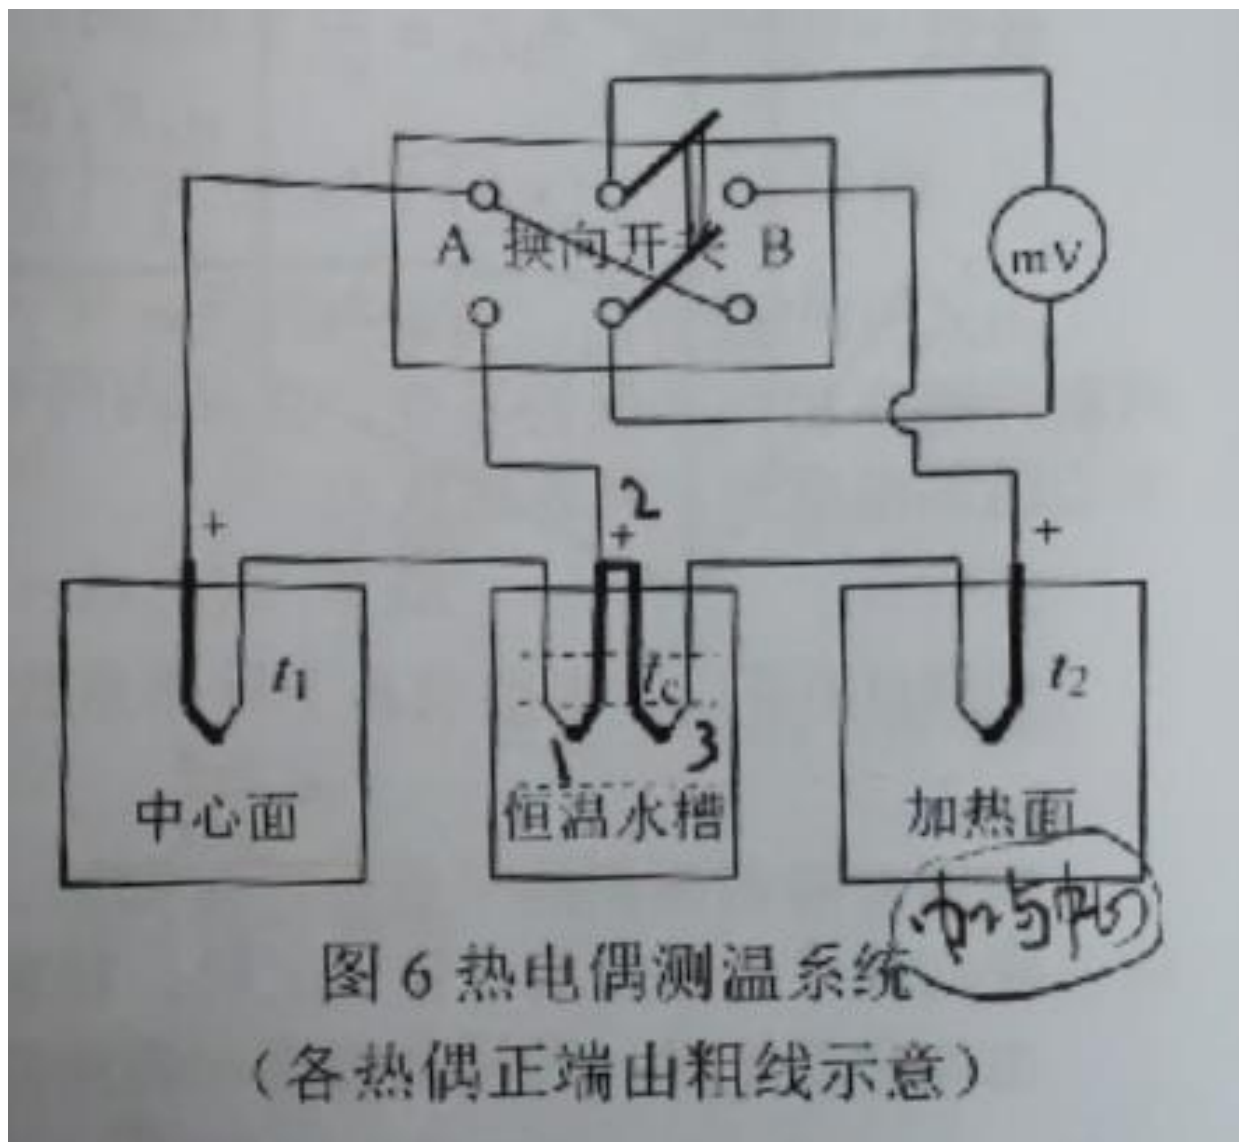 A 换向开关 B
mV
2
+ + +
t1 tc t2
1 3
中心面 恒温水槽 加热面
图 6 热电偶测温系统
（各热偶正端由粗线示意）